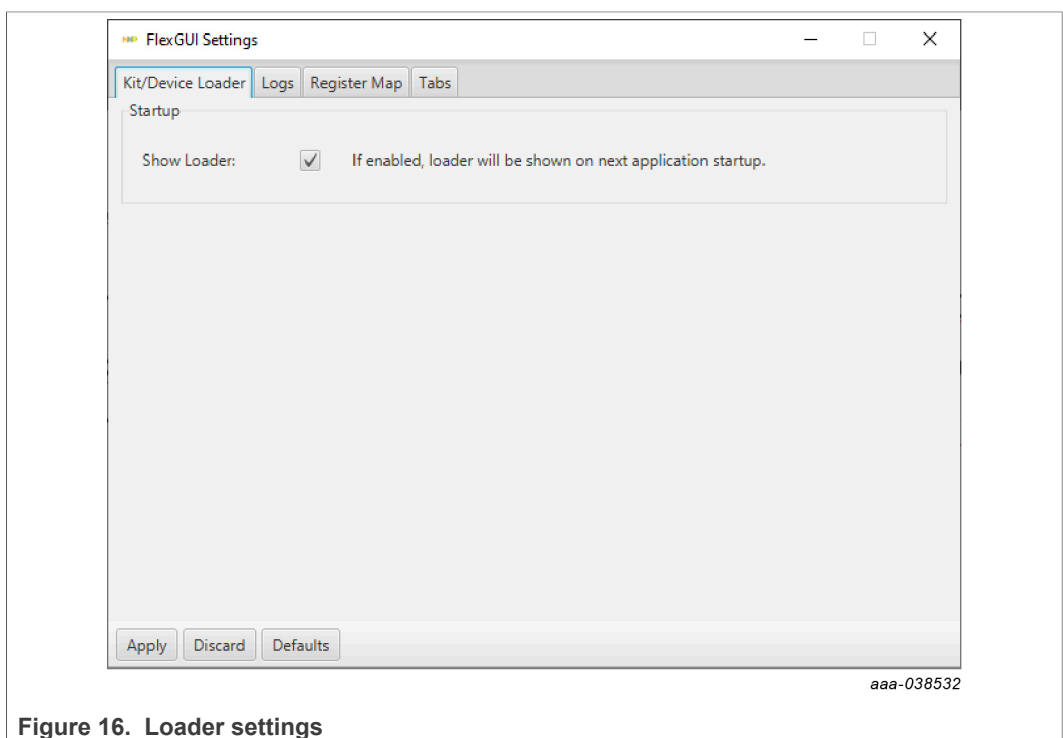 FlexGUI Settings
Kit/Device Loader Logs Register Map Tabs
Startup
Show Loader: If enabled, loader will be shown on next application startup.
Apply Discard Defaults
aaa-038532
Figure 16. Loader settings